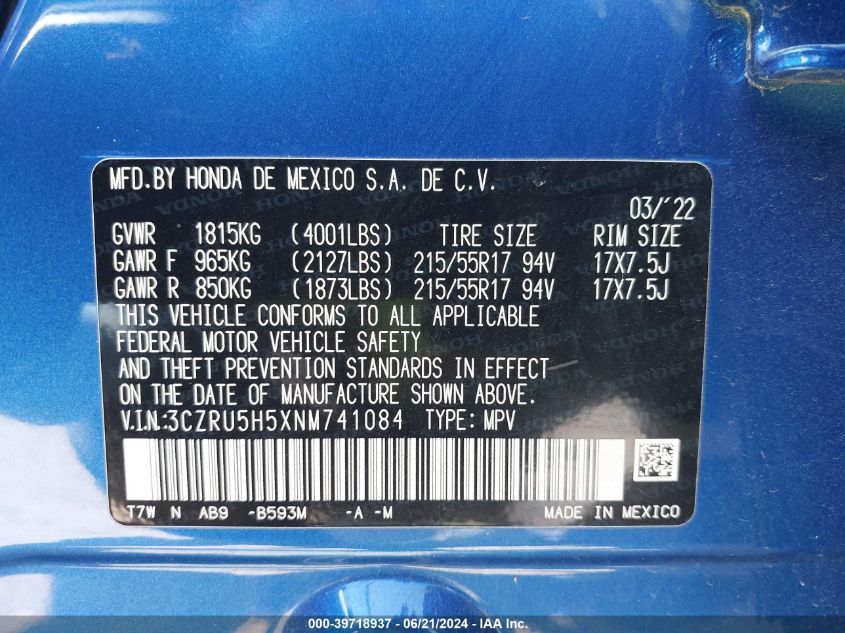 MFD.BY HONDA DE MEXICO S.A. DE C.V.
03/'22
GVWR 1815KG (4001LBS) TIRE SIZE RIM SIZE
GAWR F 965KG (2127LBS) 215/55R17 94V 17X7.5J
GAWR R 850KG (1873LBS) 215/55R17 94V 17X7.5J
THIS VEHICLE CONFORMS TO ALL APPLICABLE
FEDERAL MOTOR VEHICLE SAFETY
AND THEFT PREVENTION STANDARDS IN EFFECT
ON THE DATE OF MANUFACTURE SHOWN ABOVE.
V.I.N.:3CZRU5H5XNM741084 TYPE: MPV
T7W N AB9 -B593M -A -M MADE IN MEXICO
000-39718937 - 06/21/2024 - IAA Inc.